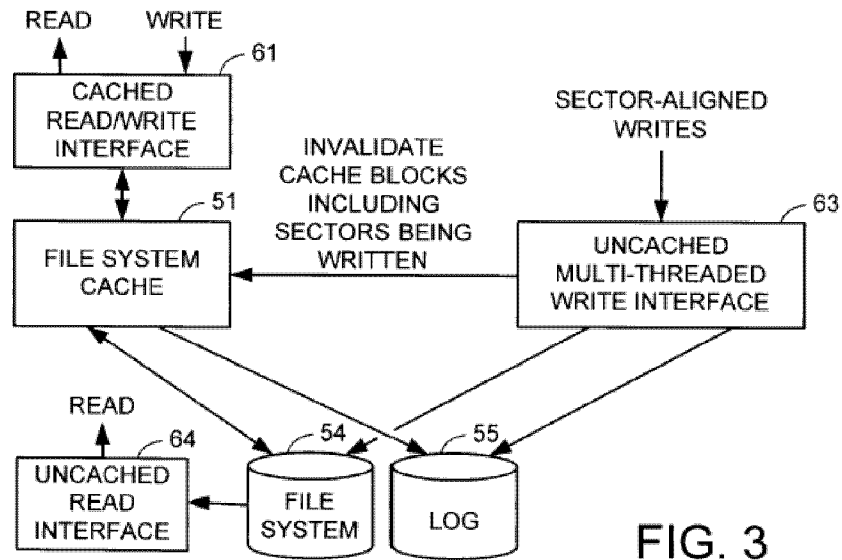 READ WRITE
61
CACHED
READ/WRITE
INTERFACE
SECTOR-ALIGNED
WRITES
INVALIDATE
CACHE BLOCKS
INCLUDING
SECTORS BEING
WRITTEN
51
FILE SYSTEM
CACHE
63
UNCACHED
MULTI-THREADED
WRITE INTERFACE
READ
64
UNCACHED
READ
INTERFACE
54
FILE
SYSTEM
55
LOG
FIG. 3